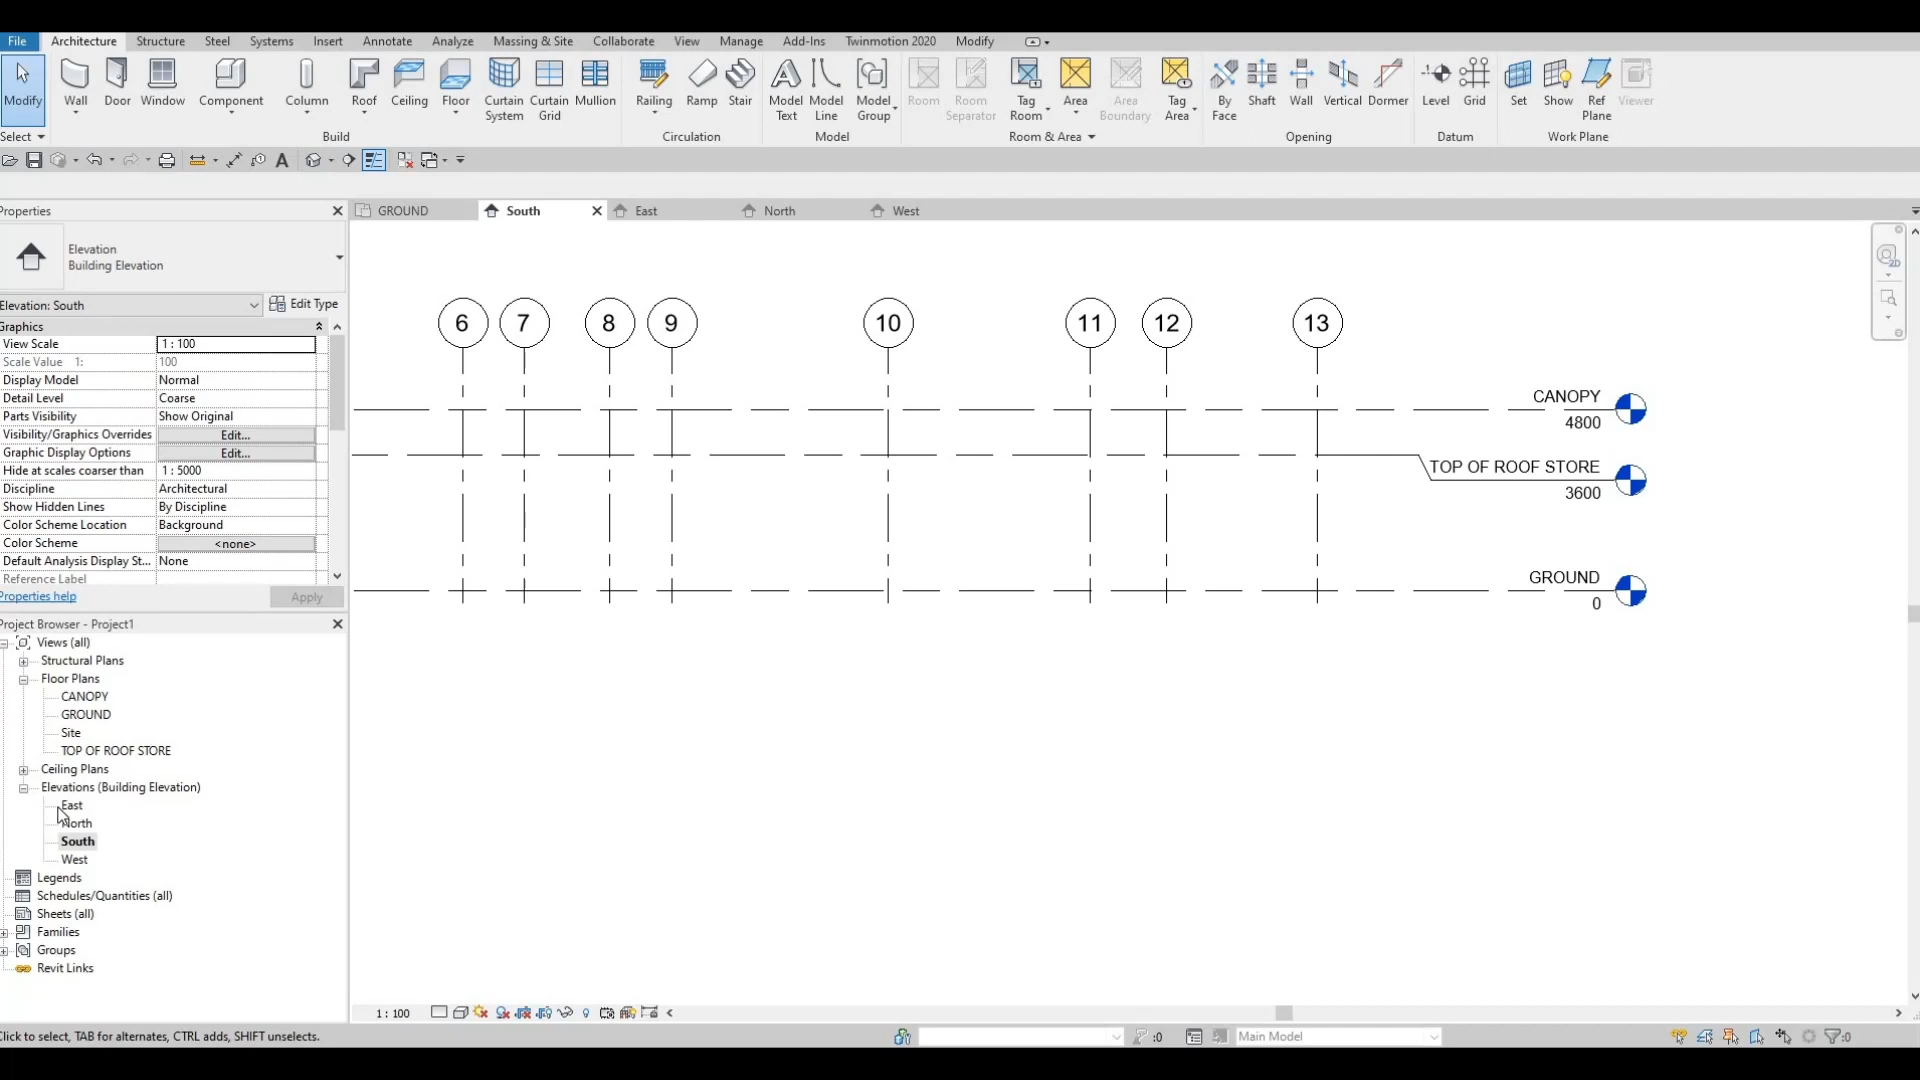 File Architecture Structure Steel Systems Insert Annotate Analyze Massing & Site Collaborate View Manage Add-Ins Twinmotion 2020 Modify
Modify Wall Door Window Component Column Roof Ceiling Floor Curtain System Curtain Grid Mullion Railing Ramp Stair Model Text Model Line Model Group Room Room Separator Tag Room Area Area Boundary Tag Area By Face Shaft Wall Vertical Dormer Level Grid Set Show Ref Plane Viewer
Select Build Circulation Model Room & Area Opening Datum Work Plane
Properties
GROUND South East North West
Elevation
Building Elevation
Elevation: South Edit Type
Graphics
View Scale 1 : 100
Scale Value 1: 100
Display Model Normal
Detail Level Coarse
Parts Visibility Show Original
Visibility/Graphics Overrides Edit...
Graphic Display Options Edit...
Hide at scales coarser than 1 : 5000
Discipline Architectural
Show Hidden Lines By Discipline
Color Scheme Location Background
Color Scheme <none>
Default Analysis Display St... None
Reference Label
Properties help Apply
Project Browser - Project1
Views (all)
Structural Plans
Floor Plans
CANOPY
GROUND
Site
TOP OF ROOF STORE
Ceiling Plans
Elevations (Building Elevation)
East
North
South
West
Legends
Schedules/Quantities (all)
Sheets (all)
Families
Groups
Revit Links
6 7 8 9 10 11 12 13
CANOPY
4800
TOP OF ROOF STORE
3600
GROUND
0
1 : 100
Click to select, TAB for alternates, CTRL adds, SHIFT unselects.
:0
Main Model
:0